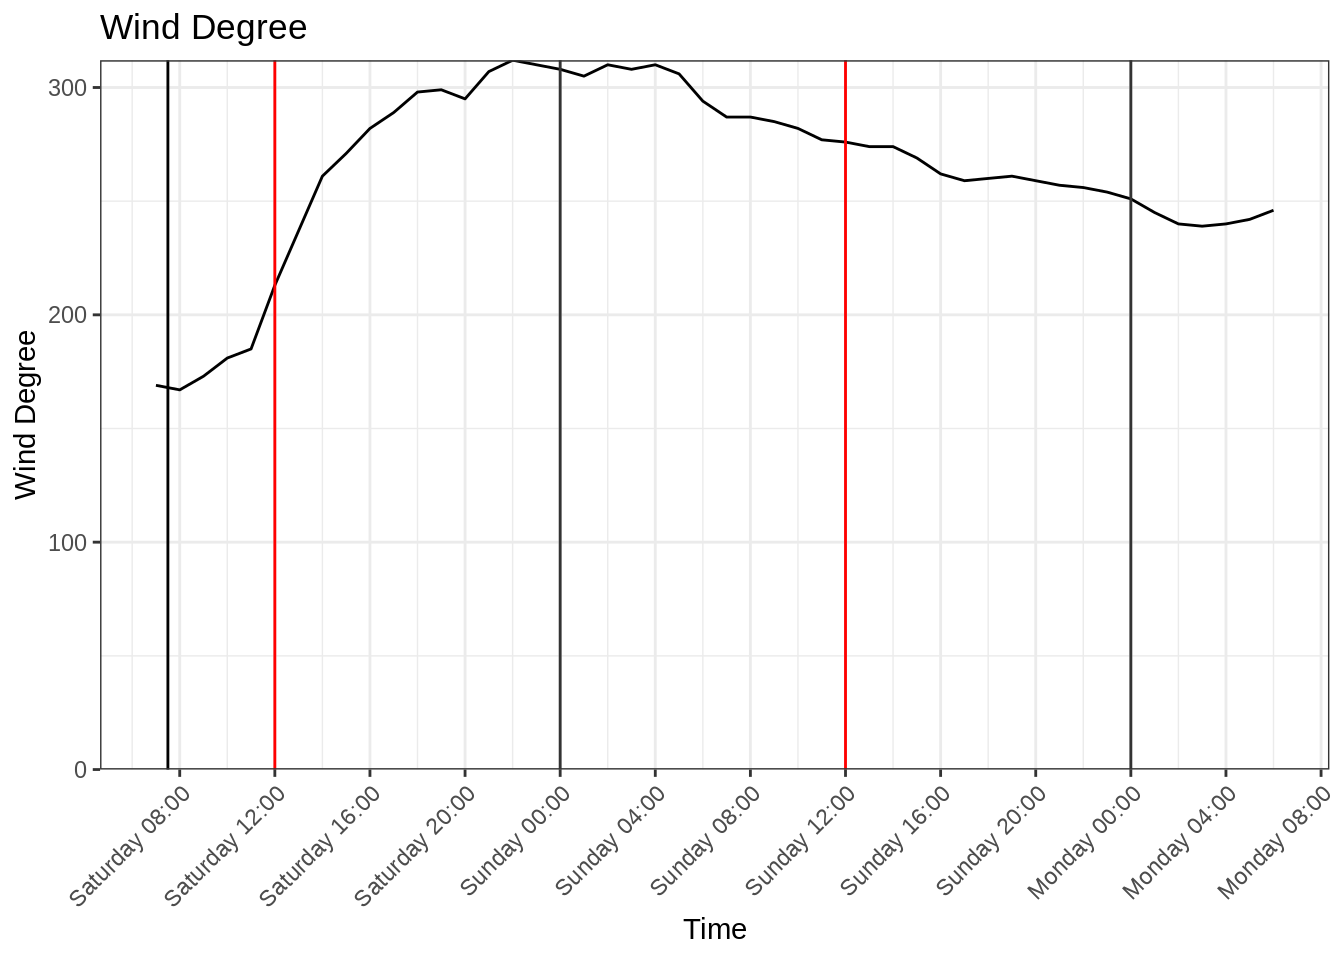 Wind Degree
Wind Degree
300
200
100
0
Saturday 08:00
Saturday 12:00
Saturday 16:00
Saturday 20:00
Sunday 00:00
Sunday 04:00
Sunday 08:00
Sunday 12:00
Sunday 16:00
Sunday 20:00
Monday 00:00
Monday 04:00
Monday 08:00
Time